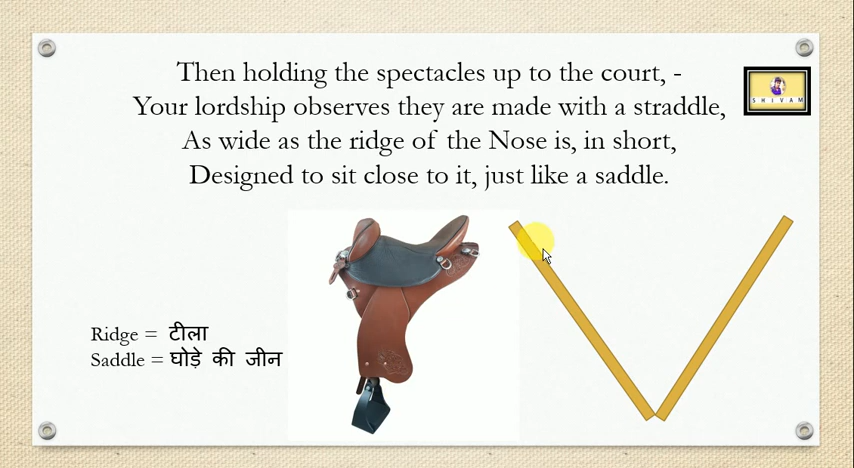 Then holding the spectacles up to the court, -
Your lordship observes they are made with a straddle,
As wide as the ridge of the Nose is, in short,
Designed to sit close to it, just like a saddle.
SHIVAM
Ridge = टीला
Saddle = घोड़े की जीन